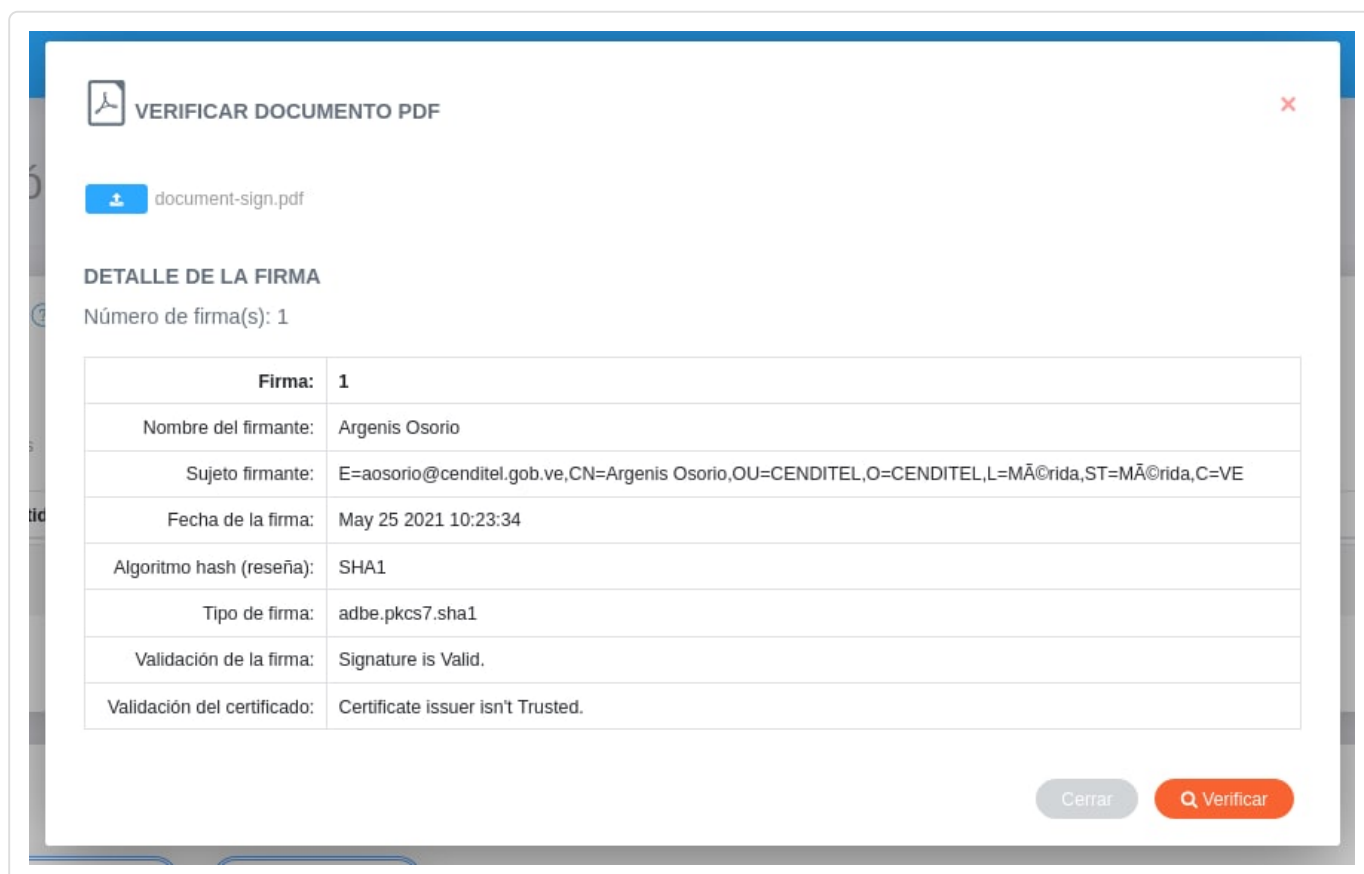 VERIFICAR DOCUMENTO PDF
document-sign.pdf
DETALLE DE LA FIRMA
Número de firma(s): 1
Firma: 1
Nombre del firmante: Argenis Osorio
Sujeto firmante: E=aosorio@cenditel.gob.ve,CN=Argenis Osorio,OU=CENDITEL,O=CENDITEL,L=MÃ©rida,ST=MÃ©rida,C=VE
Fecha de la firma: May 25 2021 10:23:34
Algoritmo hash (reseña): SHA1
Tipo de firma: adbe.pkcs7.sha1
Validación de la firma: Signature is Valid.
Validación del certificado: Certificate issuer isn't Trusted.
Cerrar Verificar